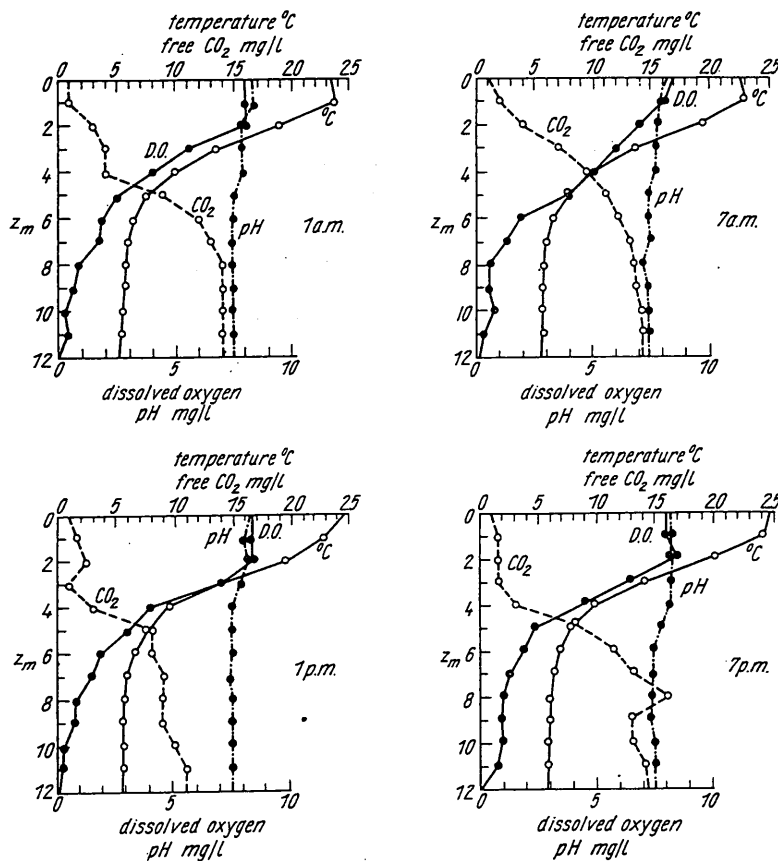 temperature °C
free CO2 mg/l
0 5 10 15 20 25
0
2
4
6
8
10
12
zm
CO2
D.O.
°C
CO2
pH
1 a.m.
5 10
dissolved oxygen
pH mg/l
temperature °C
free CO2 mg/l
0 5 10 15 20 25
0
2
4
6
8
10
12
zm
CO2
D.O.
°C
pH
7 a.m.
0 5 10
dissolved oxygen
pH mg/l
temperature °C
free CO2 mg/l
0 5 10 15 20 25
0
2
4
6
8
10
12
zm
pH
D.O.
°C
CO2
1 p.m.
0 5 10
dissolved oxygen
pH mg/l
temperature °C
free CO2 mg/l
0 5 10 15 20 25
0
2
4
6
8
10
12
zm
D.O.
°C
CO2
pH
7 p.m.
0 5 10
dissolved oxygen
pH mg/l